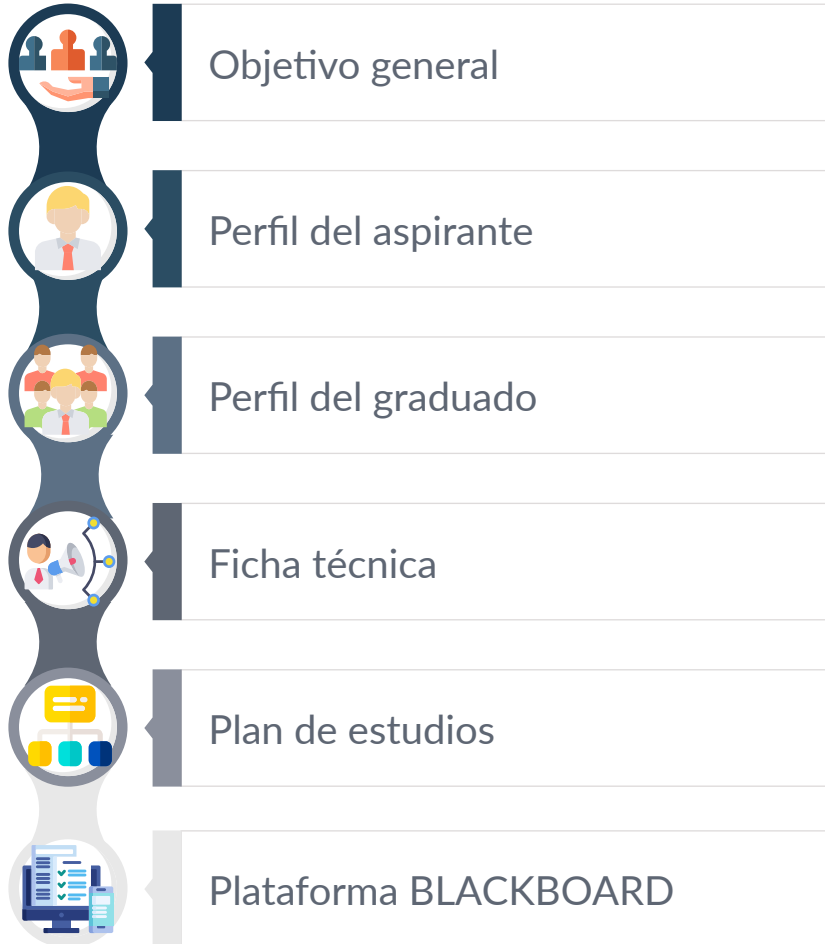 Objetivo general
Perfil del aspirante
Perfil del graduado
Ficha técnica
Plan de estudios
Plataforma BLACKBOARD